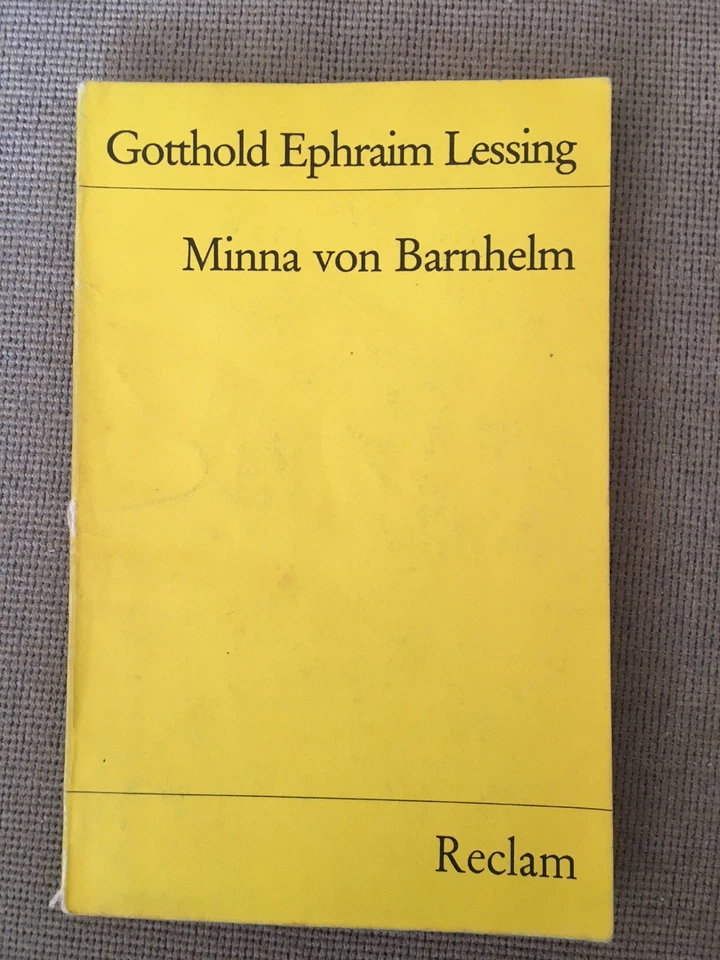 Gotthold Ephraim Lessing
Minna von Barnhelm
Reclam